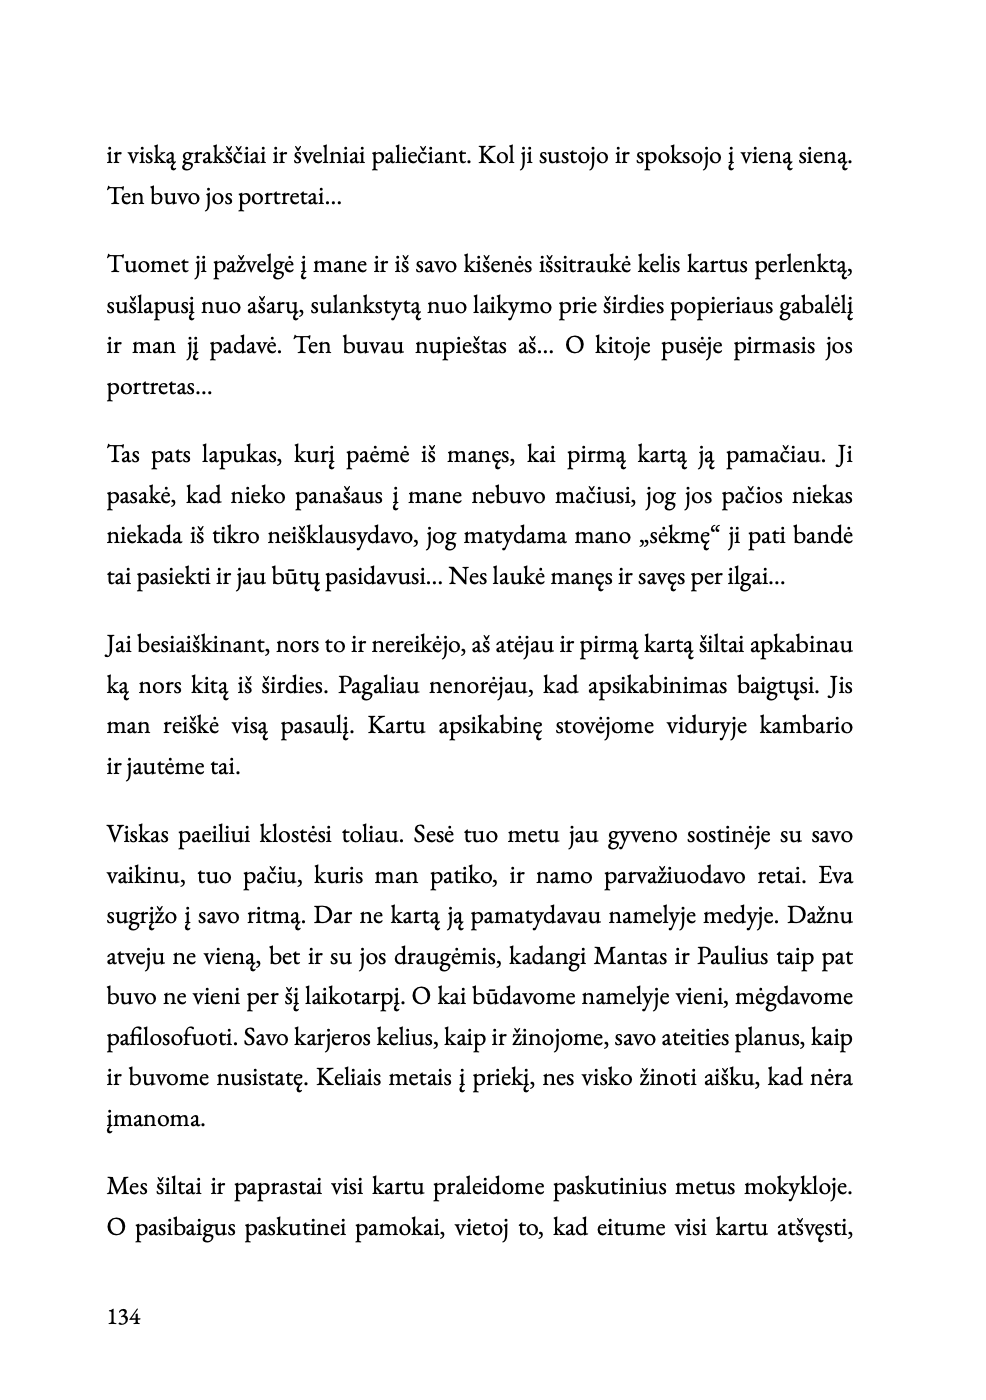 ir viską grakščiai ir švelniai paliečiant. Kol ji sustojo ir spoksojo į vieną sieną.
Ten buvo jos portretai...
Tuomet ji pažvelgė į mane ir iš savo kišenės išsitraukė kelis kartus perlenktą,
sušlapusį nuo ašarų, sulankstytą nuo laikymo prie širdies popieriaus gabalėlį
ir man jį padavė. Ten buvau nupieštas aš... O kitoje pusėje pirmasis jos
portretas...
Tas pats lapukas, kurį paėmė iš manęs, kai pirmą kartą ją pamačiau. Ji
pasakė, kad nieko panašaus į mane nebuvo mačiusi, jog jos pačios niekas
niekada iš tikro neišklausydavo, jog matydama mano „sėkmę“ ji pati bandė
tai pasiekti ir jau būtų pasidavusi... Nes laukė manęs ir savęs per ilgai...
Jai besiaiškinant, nors to ir nereikėjo, aš atėjau ir pirmą kartą šiltai apkabinau
ką nors kitą iš širdies. Pagaliau nenorėjau, kad apsikabinimas baigtųsi. Jis
man reiškė visą pasaulį. Kartu apsikabinę stovėjome viduryje kambario
ir jautėme tai.
Viskas paeiliui klostėsi toliau. Sesė tuo metu jau gyveno sostinėje su savo
vaikinu, tuo pačiu, kuris man patiko, ir namo parvažiuodavo retai. Eva
sugrįžo į savo ritmą. Dar ne kartą ją pamatydavau namelyje medyje. Dažnu
atveju ne vieną, bet ir su jos draugėmis, kadangi Mantas ir Paulius taip pat
buvo ne vieni per šį laikotarpį. O kai būdavome namelyje vieni, mėgdavome
pafilosofuoti. Savo karjeros kelius, kaip ir žinojome, savo ateities planus, kaip
ir buvome nusistatę. Keliais metais į priekį, nes visko žinoti aišku, kad nėra
įmanoma.
Mes šiltai ir paprastai visi kartu praleidome paskutinius metus mokykloje.
O pasibaigus paskutinei pamokai, vietoj to, kad eitume visi kartu atšvęsti,
134